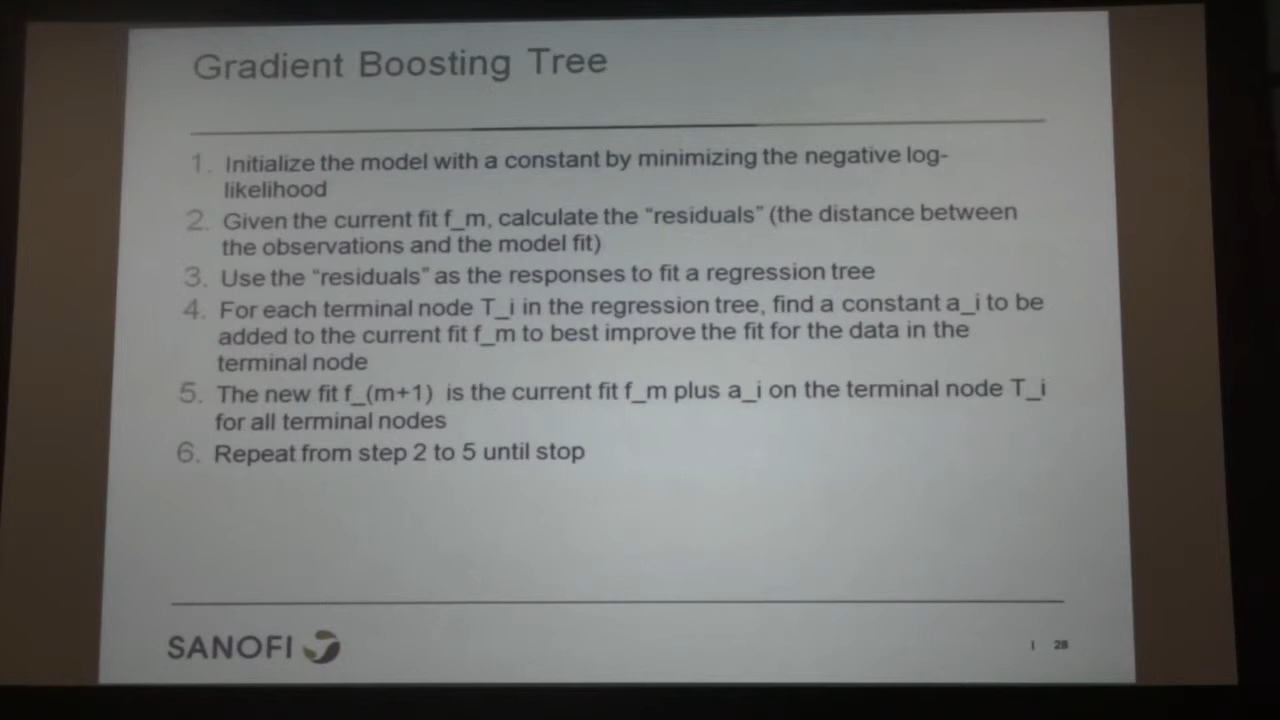 Gradient Boosting Tree
1. Initialize the model with a constant by minimizing the negative log-
likelihood
2. Given the current fit f_m, calculate the "residuals" (the distance between
the observations and the model fit)
3. Use the "residuals" as the responses to fit a regression tree
4. For each terminal node T_i in the regression tree, find a constant a_i to be
added to the current fit f_m to best improve the fit for the data in the
terminal node
5. The new fit f_(m+1) is the current fit f_m plus a_i on the terminal node T_i
for all terminal nodes
6. Repeat from step 2 to 5 until stop
SANOFI
| 28